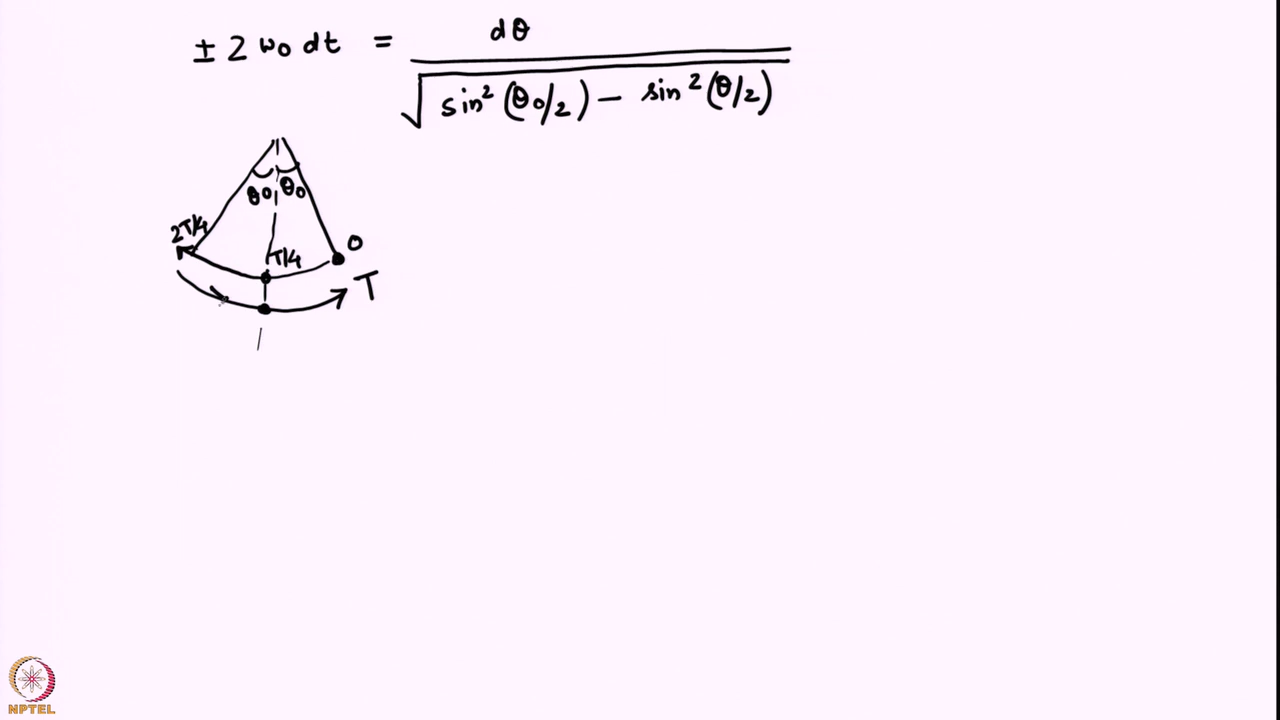 ± 2 ω₀ dt = dθ / √(sin² (θ₀/2) − sin² (θ/2))
θ₀ θ₀
2T/4
0
T/4
T
NPTEL